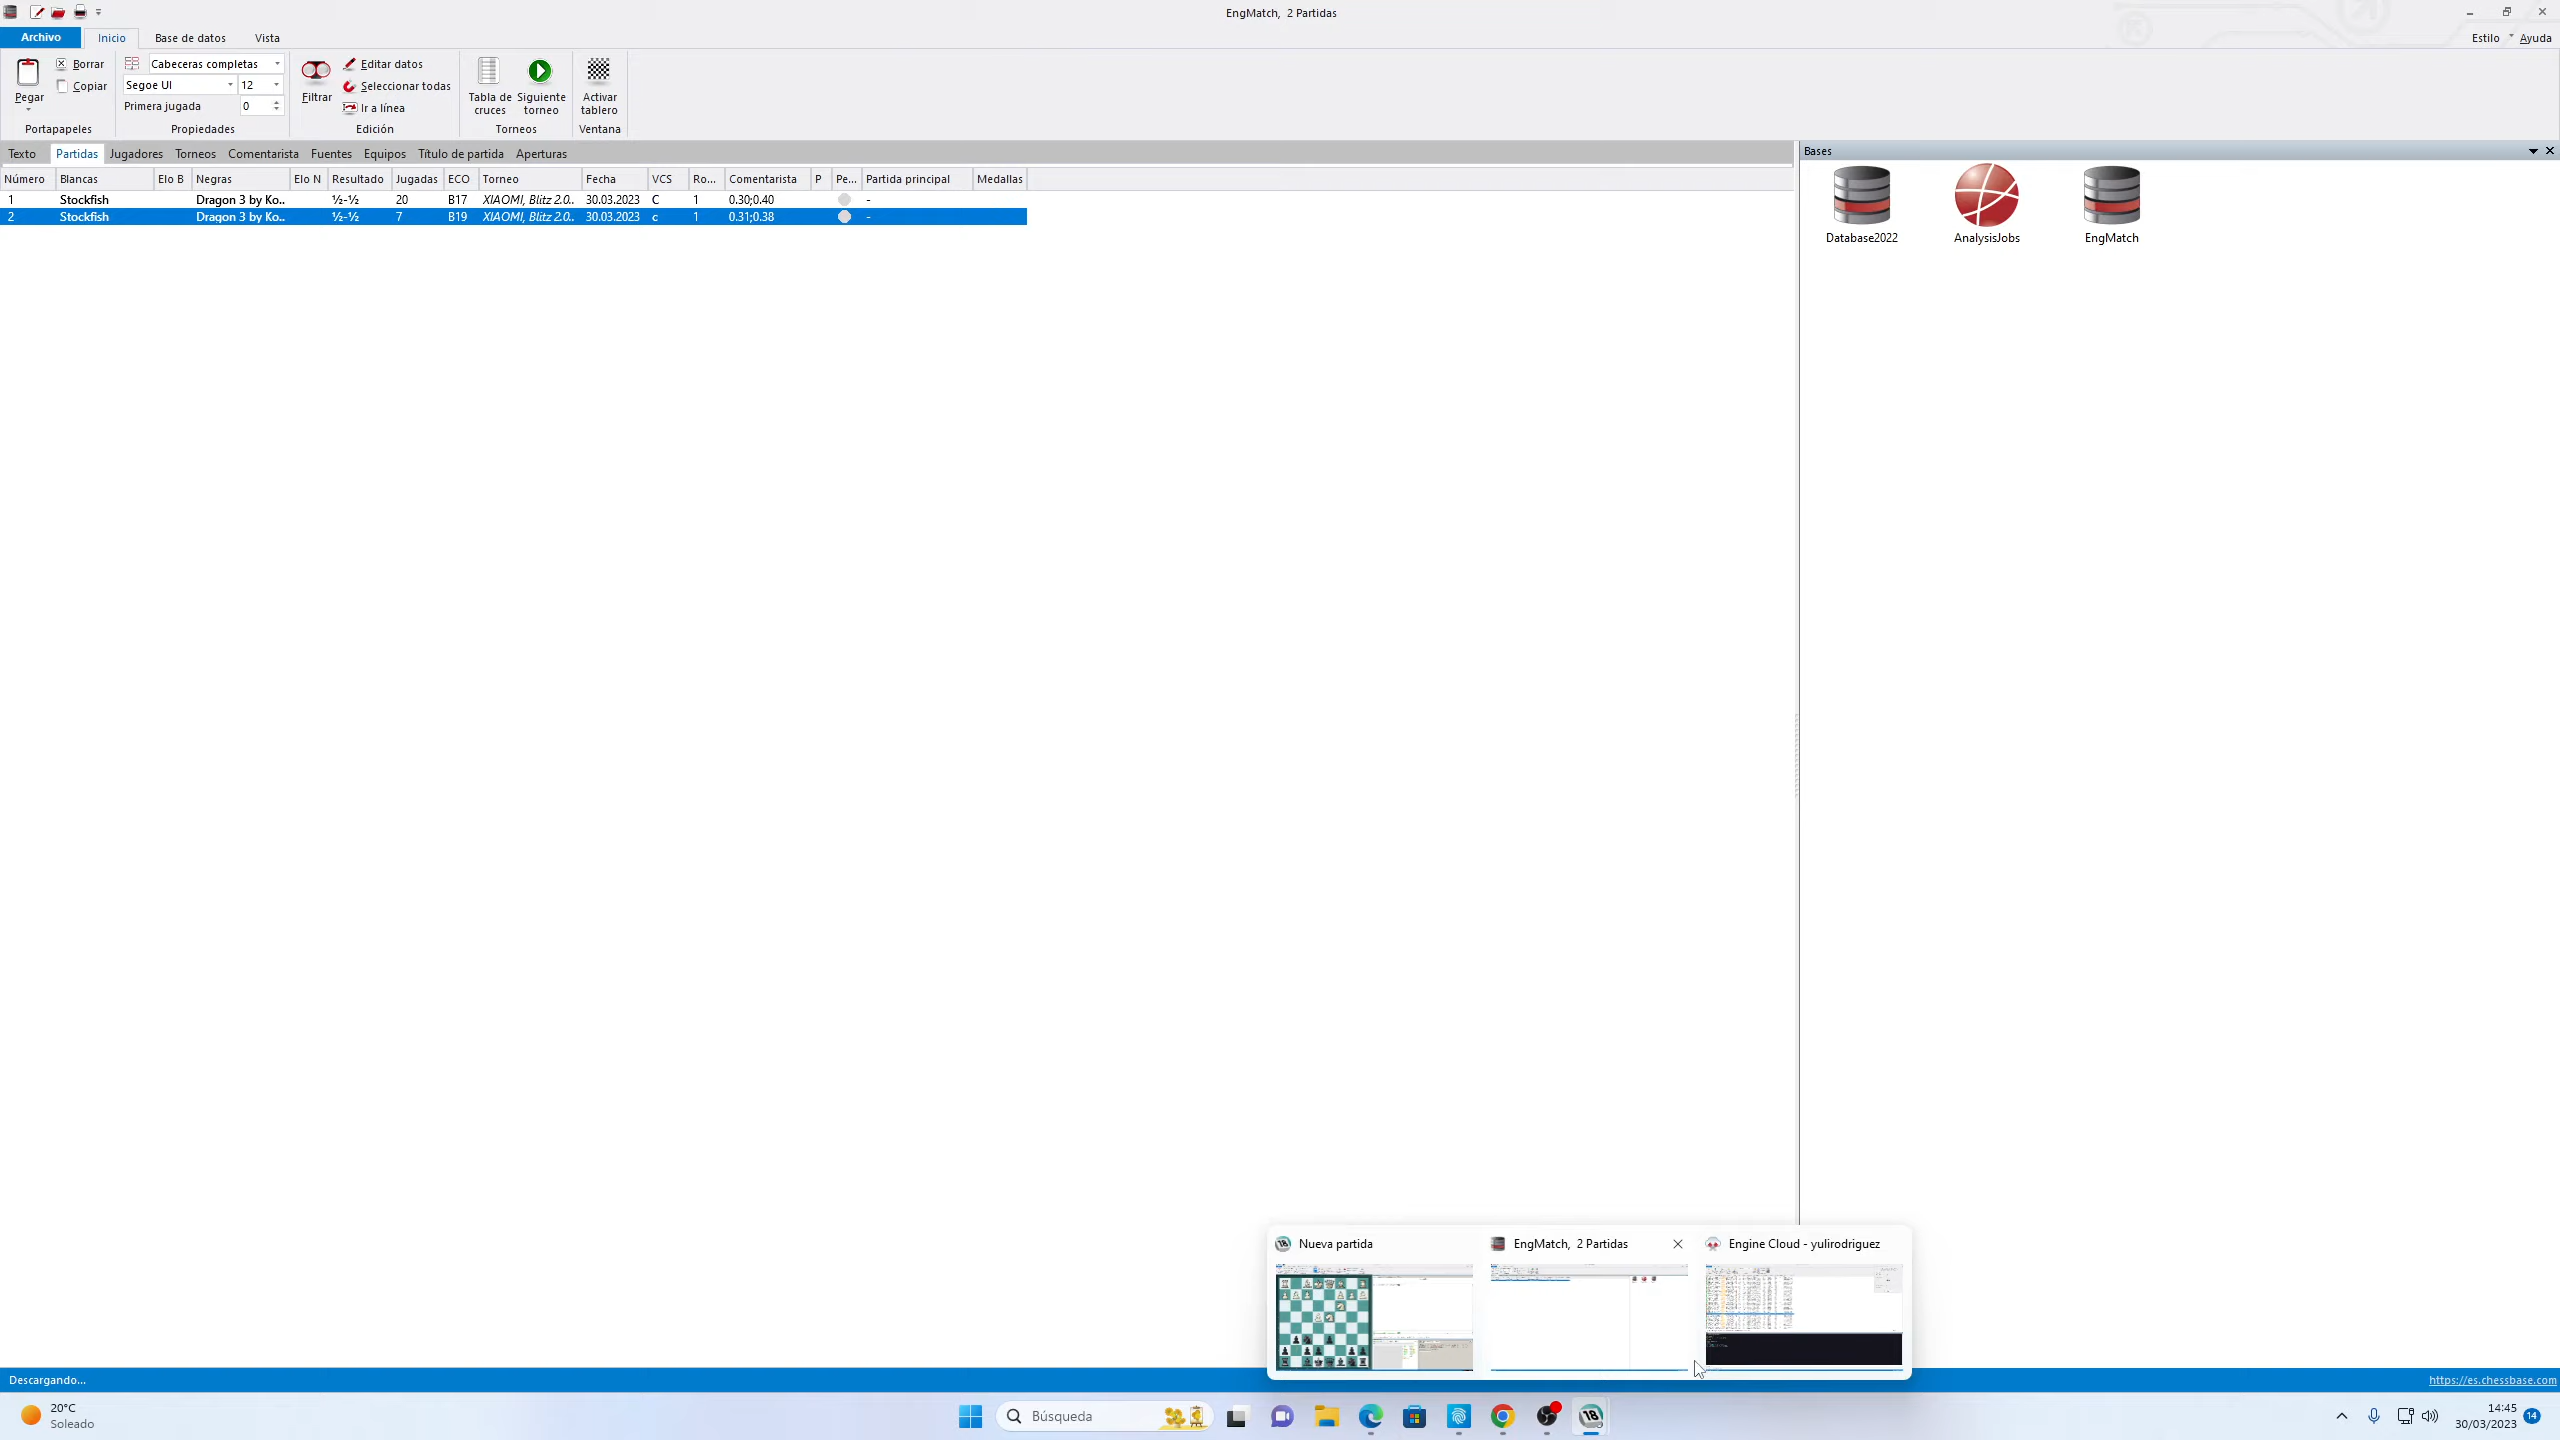 EngMatch, 2 Partidas
Archivo Inicio Base de datos Vista Estilo Ayuda
Pegar Borrar Copiar
Portapapeles
Cabeceras completas
Segoe UI 12
Primera jugada 0
Propiedades
Filtrar Editar datos
Seleccionar todas
Ir a línea
Edición
Tabla de cruces Siguiente torneo
Torneos
Activar tablero
Ventana
Texto Partidas Jugadores Torneos Comentarista Fuentes Equipos Título de partida Aperturas
Número Blancas Elo B Negras Elo N Resultado Jugadas ECO Torneo Fecha VCS Ro... Comentarista P Pe... Partida principal Medallas
1 Stockfish Dragon 3 by Ko.. ½-½ 20 B17 XIAOMI, Blitz 2.0.. 30.03.2023 C 1 0.30;0.40 -
2 Stockfish Dragon 3 by Ko.. ½-½ 7 B19 XIAOMI, Blitz 2.0.. 30.03.2023 c 1 0.31;0.38 -
Bases
Database2022 AnalysisJobs EngMatch
Nueva partida EngMatch, 2 Partidas Engine Cloud - yulirodriguez
Descargando... https://es.chessbase.com
20°C
Soleado
Búsqueda
18
14:45
30/03/2023
14